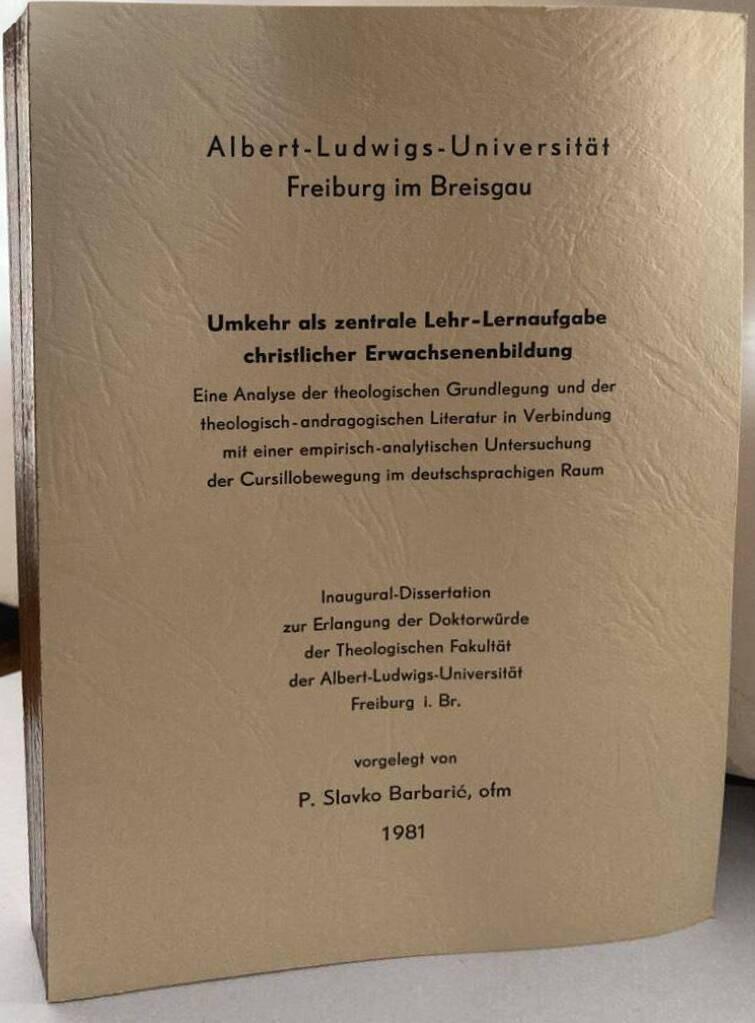 Albert-Ludwigs-Universität
Freiburg im Breisgau
Umkehr als zentrale Lehr-Lernaufgabe
christlicher Erwachsenenbildung
Eine Analyse der theologischen Grundlegung und der
theologisch-andragogischen Literatur in Verbindung
mit einer empirisch-analytischen Untersuchung
der Cursillobewegung im deutschsprachigen Raum
Inaugural-Dissertation
zur Erlangung der Doktorwürde
der Theologischen Fakultät
der Albert-Ludwigs-Universität
Freiburg i. Br.
vorgelegt von
P. Slavko Barbarić, ofm
1981